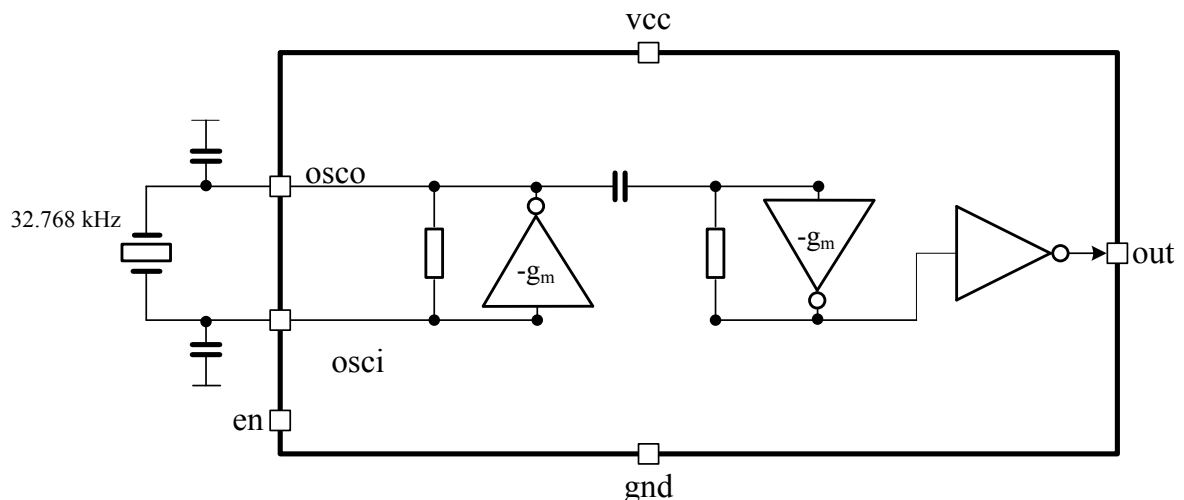 vcc
osco
32.768 kHz
-gm
-gm
out
osci
en
gnd